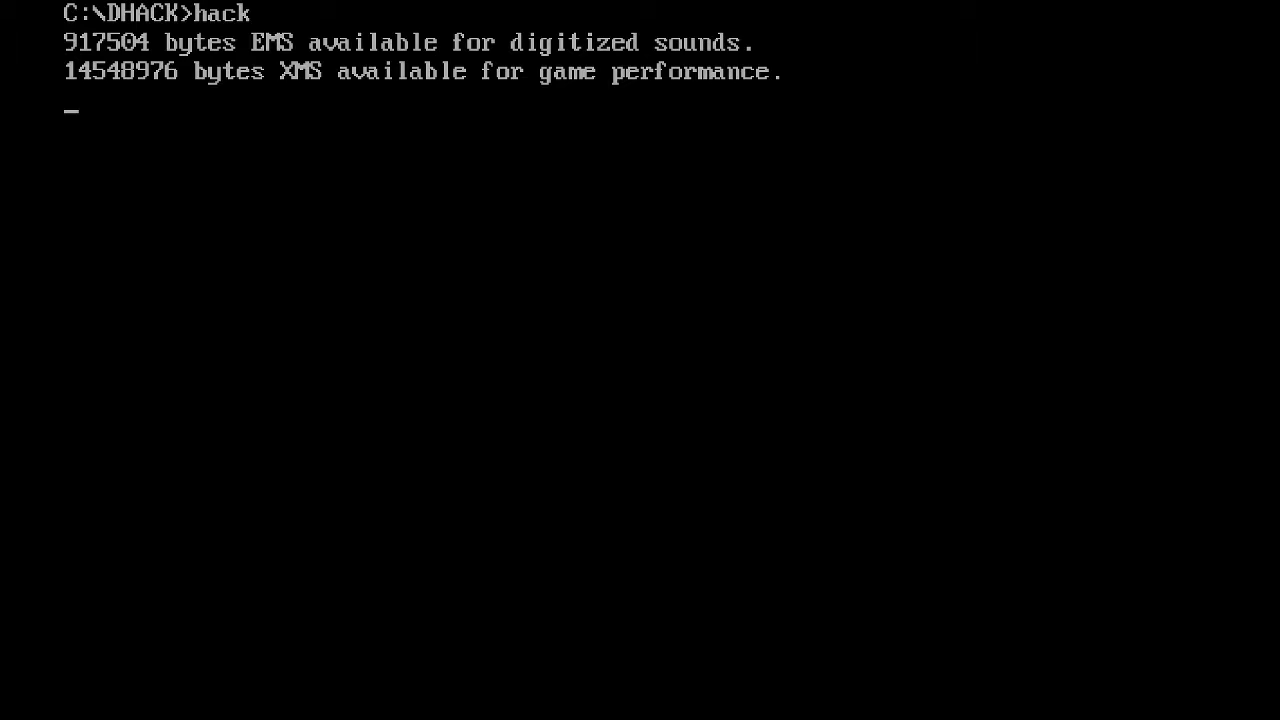 C:\DHACK>hack
917504 bytes EMS available for digitized sounds.
14548976 bytes XMS available for game performance.
_